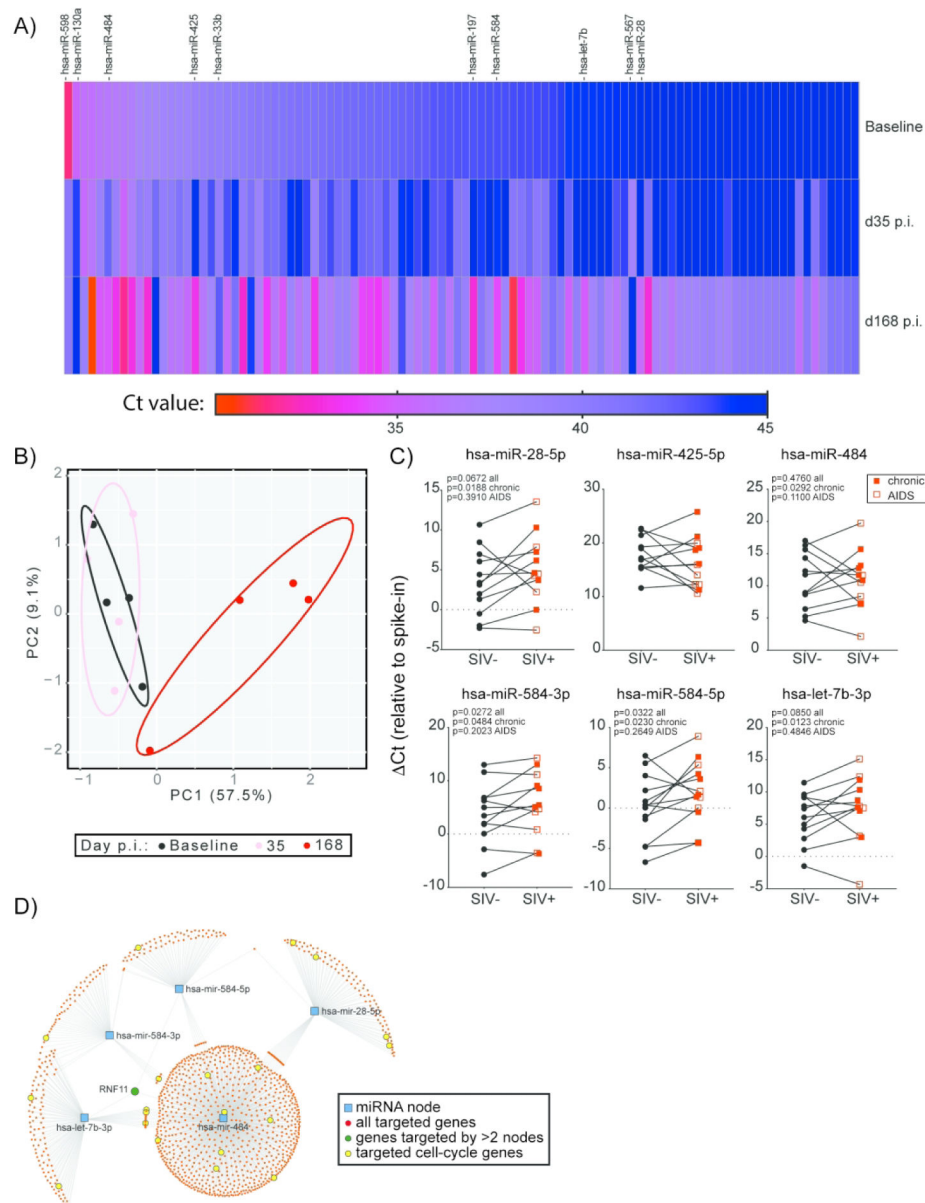 A)
hsa-miR-598
hsa-miR-130a
hsa-miR-484
hsa-miR-425
hsa-miR-33b
hsa-miR-197
hsa-miR-584
hsa-let-7b
hsa-miR-567
hsa-miR-28
Baseline
d35 p.i.
d168 p.i.
Ct value:
35 40 45
B)
2
1
0
−1
−2
PC2 (9.1%)
−1 0 1 2
PC1 (57.5%)
Day p.i.: Baseline 35 168
C)
ΔCt (relative to spike-in)
hsa-miR-28-5p
p=0.0672 all
p=0.0188 chronic
p=0.3910 AIDS
15
10
5
0
-5
SIV- SIV+
hsa-miR-425-5p
30
20
10
0
SIV- SIV+
hsa-miR-484
p=0.4760 all
p=0.0292 chronic
p=0.1100 AIDS
25
20
15
10
5
0
SIV- SIV+
chronic
AIDS
hsa-miR-584-3p
p=0.0272 all
p=0.0484 chronic
p=0.2023 AIDS
20
10
0
-10
SIV- SIV+
hsa-miR-584-5p
p=0.0322 all
p=0.0230 chronic
p=0.2649 AIDS
10
5
0
-5
-10
SIV- SIV+
hsa-let-7b-3p
p=0.0850 all
p=0.0123 chronic
p=0.4846 AIDS
20
15
10
5
0
-5
SIV- SIV+
D)
hsa-mir-584-5p
hsa-mir-28-5p
hsa-mir-584-3p
RNF11
hsa-let-7b-3p
hsa-mir-484
miRNA node
all targeted genes
genes targeted by >2 nodes
targeted cell-cycle genes